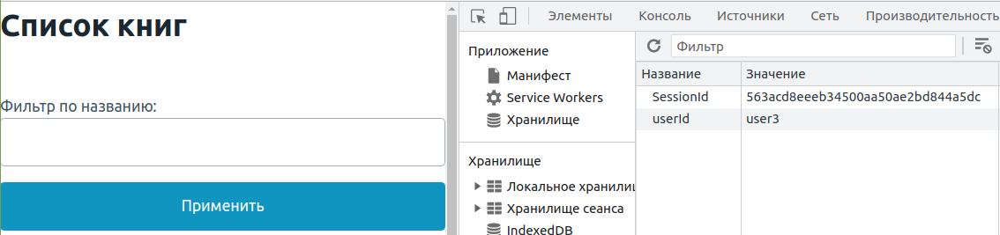 Список книг
Фильтр по названию:
Применить
Элементы Консоль Источники Сеть Производительность
Приложение
Манифест
Service Workers
Хранилище
Хранилище
Локальное хранили
Хранилище сеанса
IndexedDB
Фильтр
Название Значение
SessionId 563acd8eeeb34500aa50ae2bd844a5dc
userId user3